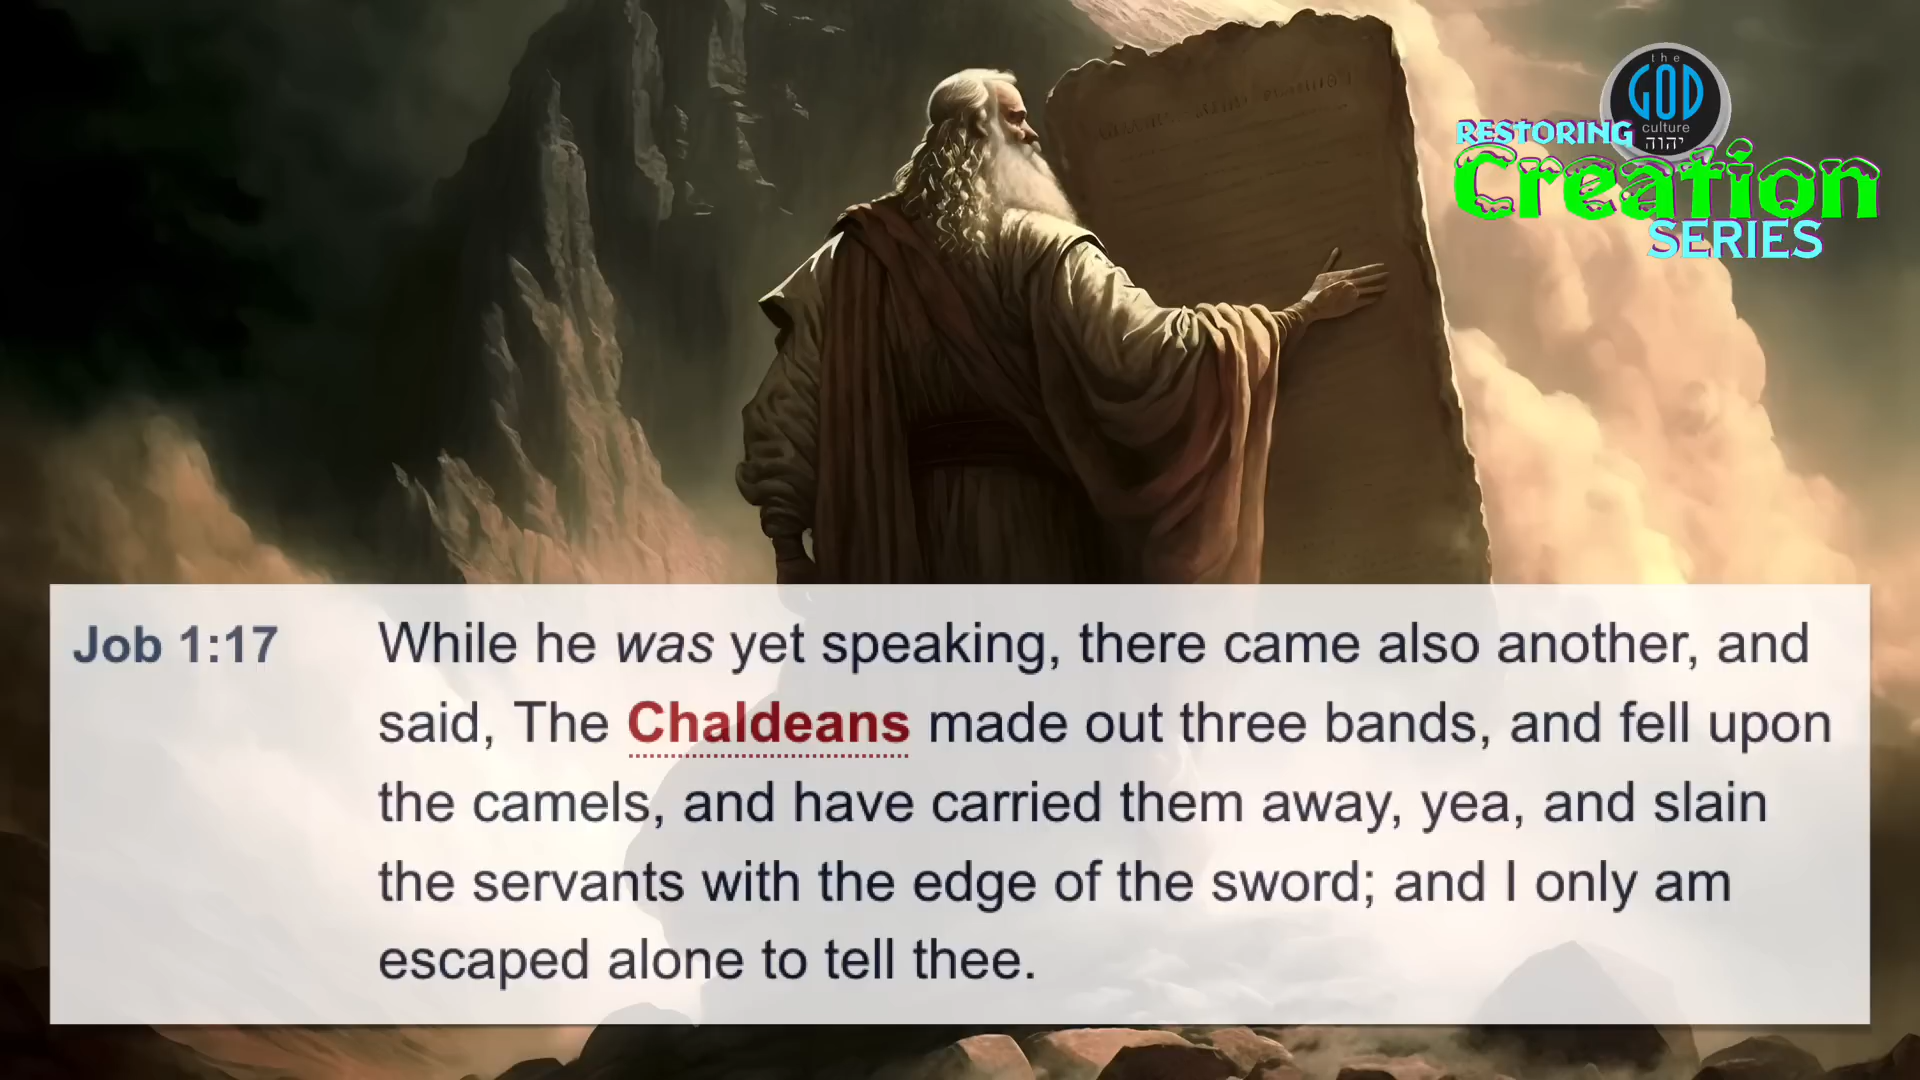 the
GOD
culture
יהוה
RESTORING
Creation
SERIES
Job 1:17 While he was yet speaking, there came also another, and
said, The Chaldeans made out three bands, and fell upon
the camels, and have carried them away, yea, and slain
the servants with the edge of the sword; and I only am
escaped alone to tell thee.